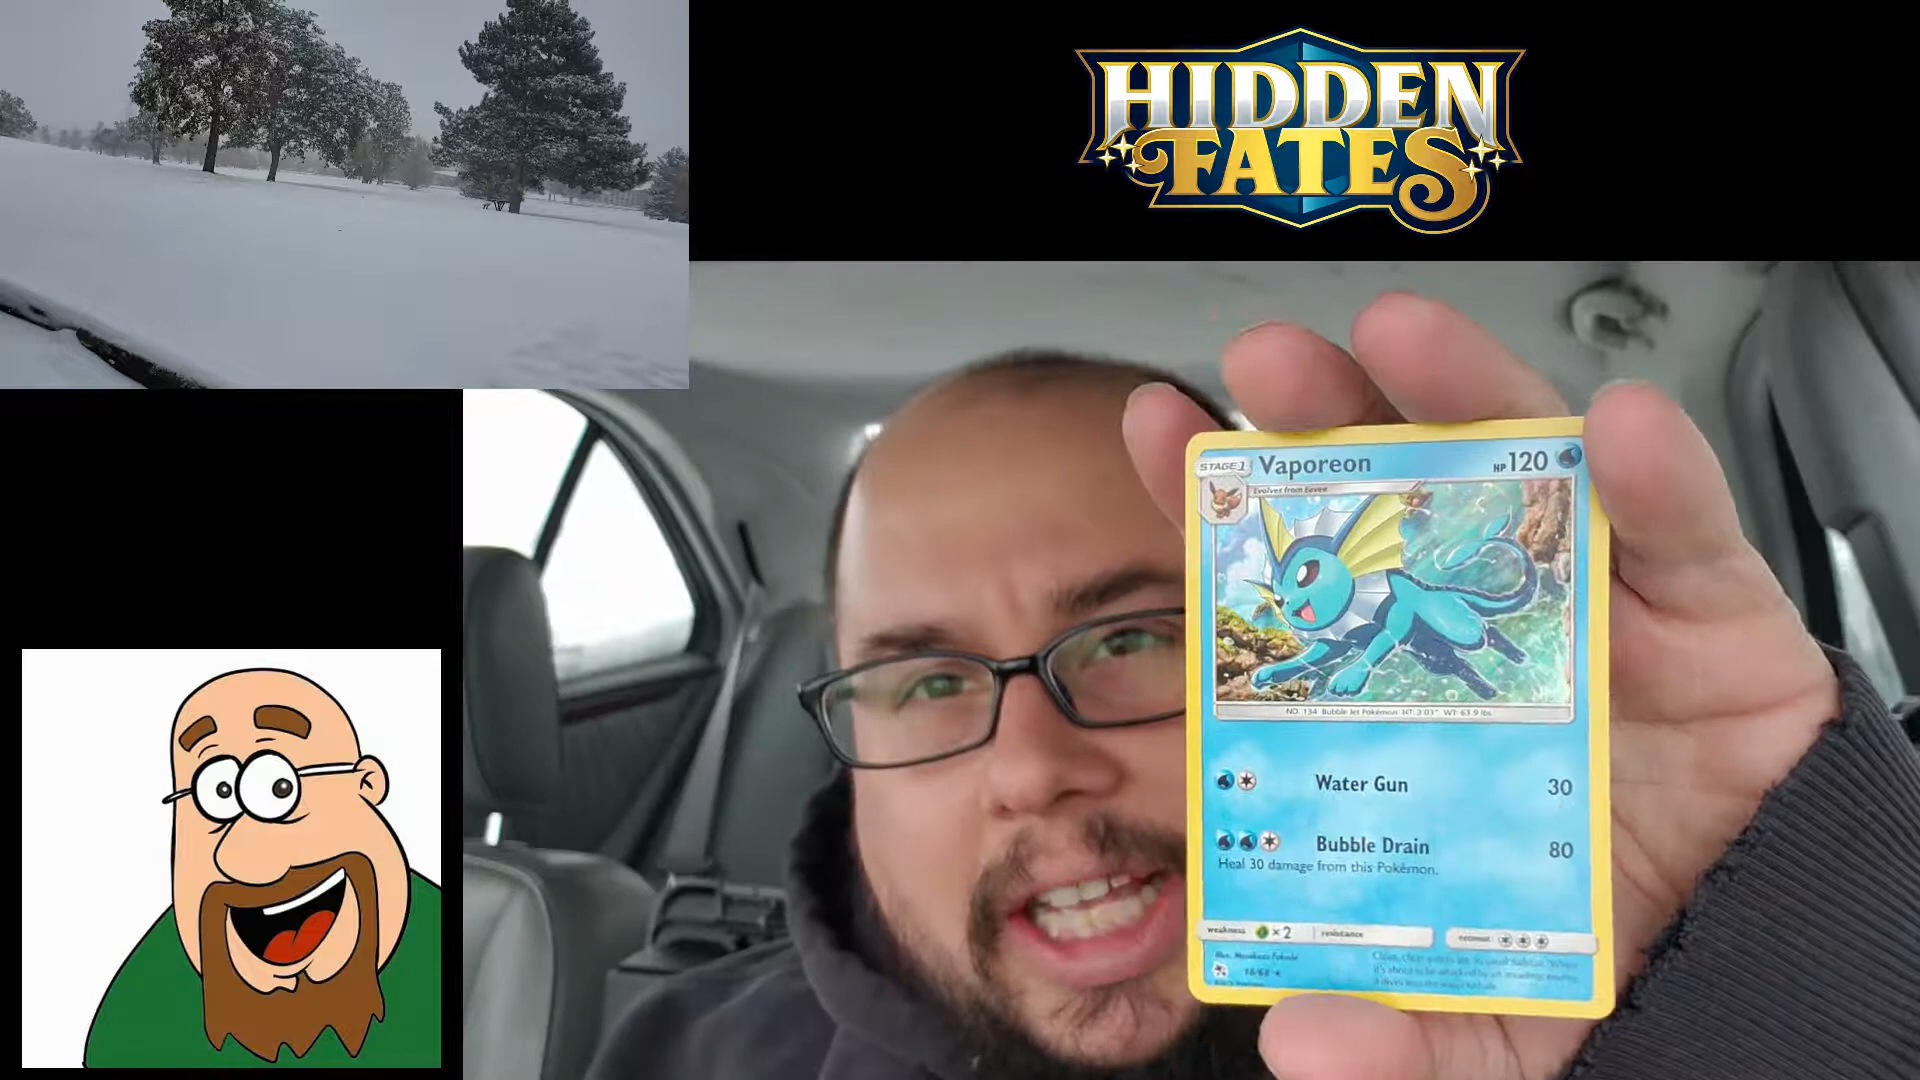 HIDDEN
FATES
STAGE 1
Vaporeon
HP 120
Evolves from Eevee
NO. 134 Bubble Jet Pokémon HT: 3'03" WT: 63.9 lbs.
Water Gun 30
Bubble Drain 80
Heal 30 damage from this Pokémon.
weakness ×2 resistance retreat
18/68